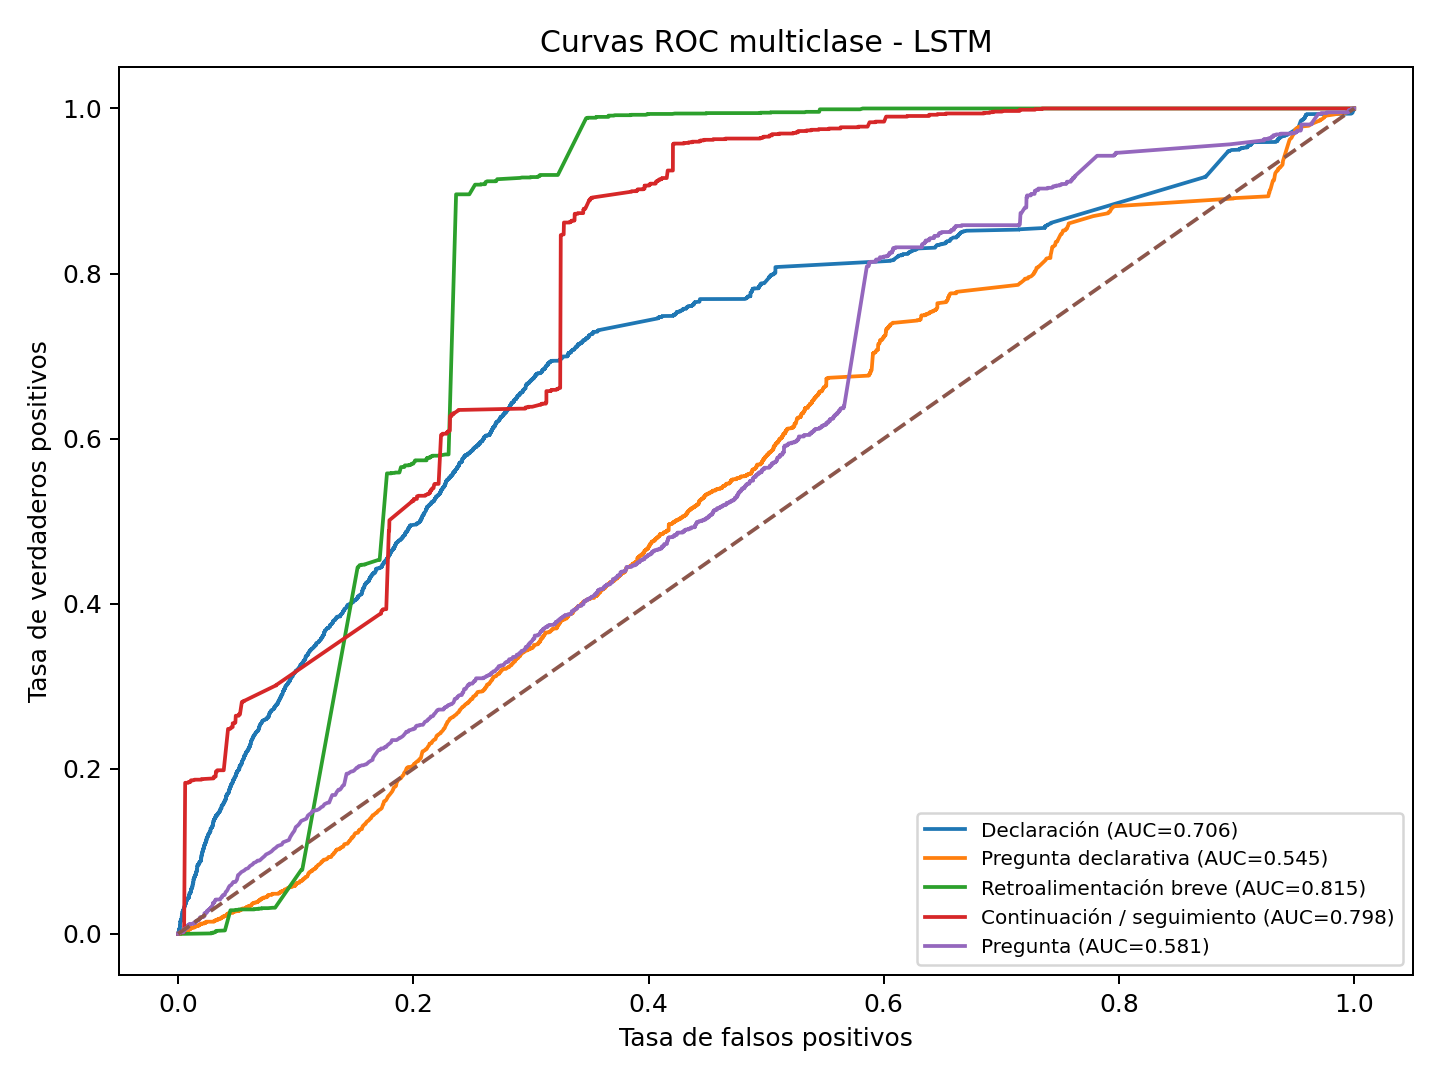 Curvas ROC multiclase - LSTM
Tasa de verdaderos positivos
1.0
0.8
0.6
0.4
0.2
0.0
0.0 0.2 0.4 0.6 0.8 1.0
Tasa de falsos positivos
Declaración (AUC=0.706)
Pregunta declarativa (AUC=0.545)
Retroalimentación breve (AUC=0.815)
Continuación / seguimiento (AUC=0.798)
Pregunta (AUC=0.581)